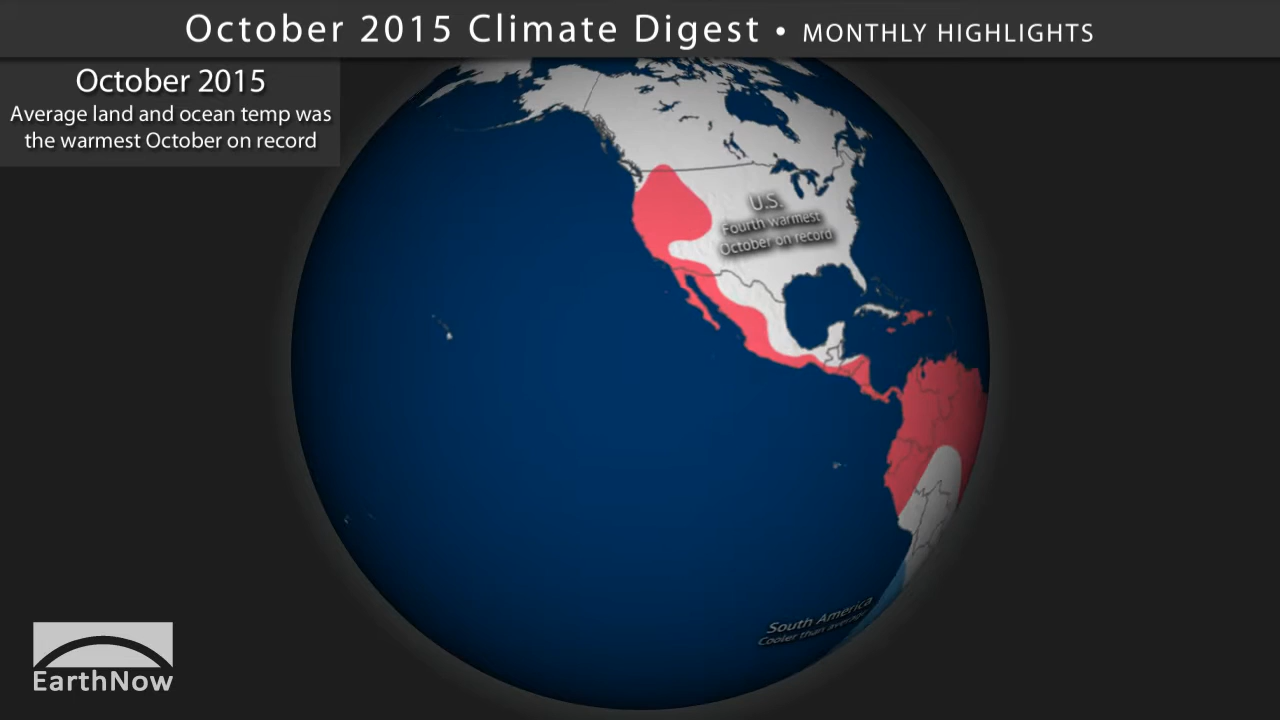 October 2015 Climate Digest • MONTHLY HIGHLIGHTS
October 2015
Average land and ocean temp was
the warmest October on record
U.S.
Fourth warmest
October on record
South America
Cooler than average
EarthNow